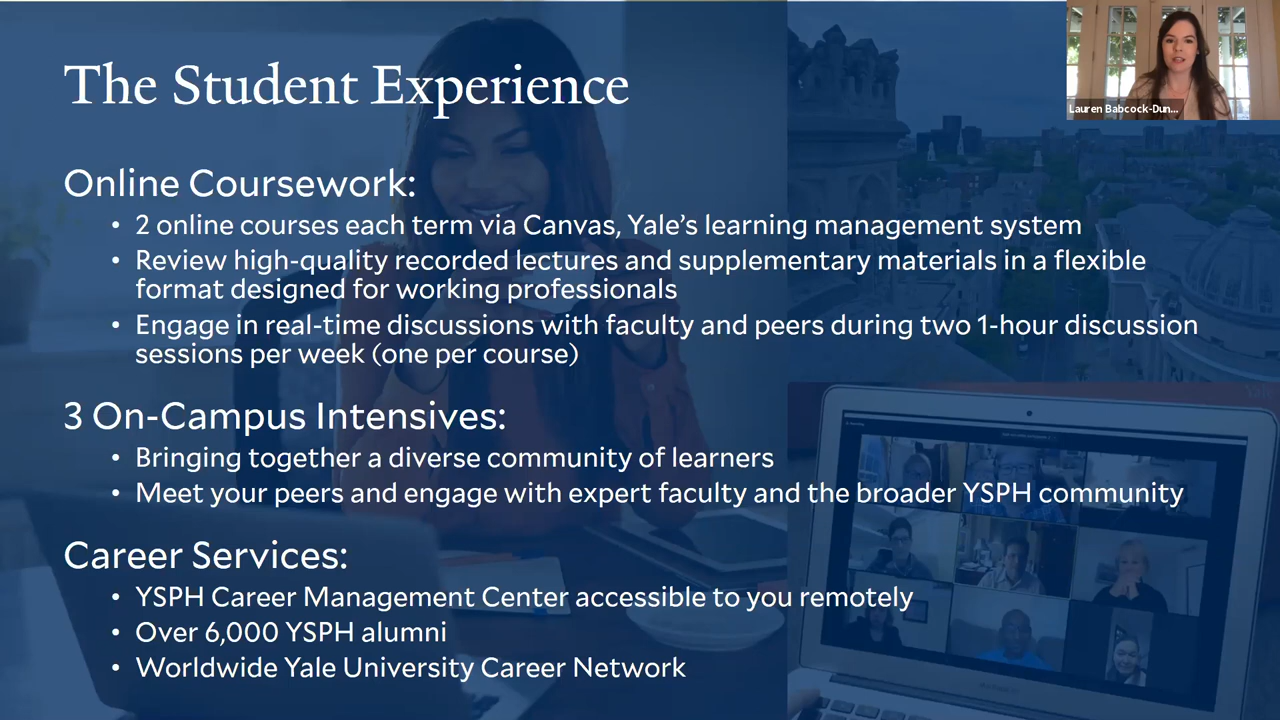 The Student Experience
Lauren Babcock-Dun...
Online Coursework:
• 2 online courses each term via Canvas, Yale’s learning management system
• Review high-quality recorded lectures and supplementary materials in a flexible
format designed for working professionals
• Engage in real-time discussions with faculty and peers during two 1-hour discussion
sessions per week (one per course)
3 On-Campus Intensives:
• Bringing together a diverse community of learners
• Meet your peers and engage with expert faculty and the broader YSPH community
Career Services:
• YSPH Career Management Center accessible to you remotely
• Over 6,000 YSPH alumni
• Worldwide Yale University Career Network